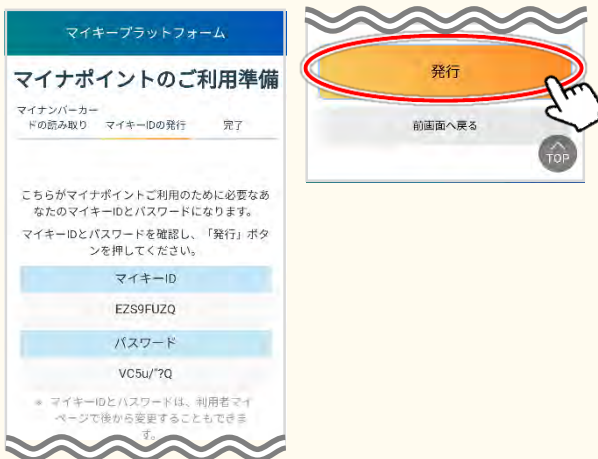 マイキープラットフォーム
マイナポイントのご利用準備
マイナンバーカー
ドの読み取り
マイキーIDの発行
完了
こちらがマイナポイントご利用のために必要なあ
なたのマイキーIDとパスワードになります。
マイキーIDとパスワードを確認し、「発行」ボタ
ンを押してください。
マイキーID
EZS9FUZQ
パスワード
VC5u/"?Q
※ マイキーIDとパスワードは、利用者マイ
ページで後から変更することもできま
す。
発行
前画面へ戻る
TOP